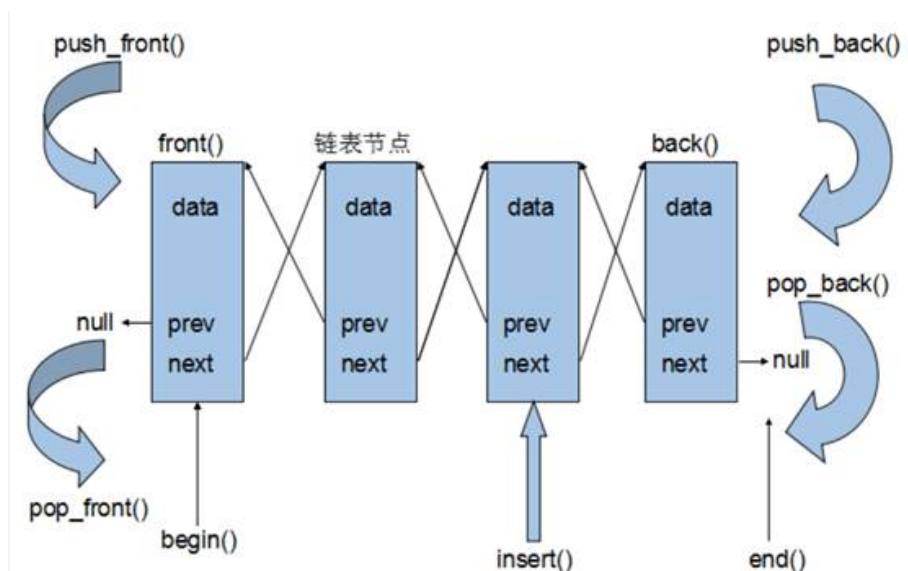 push_front()
push_back()
front()
链表节点
back()
data
data
data
data
pop_back()
null
prev
prev
prev
prev
next
next
next
next
null
pop_front()
begin()
insert()
end()